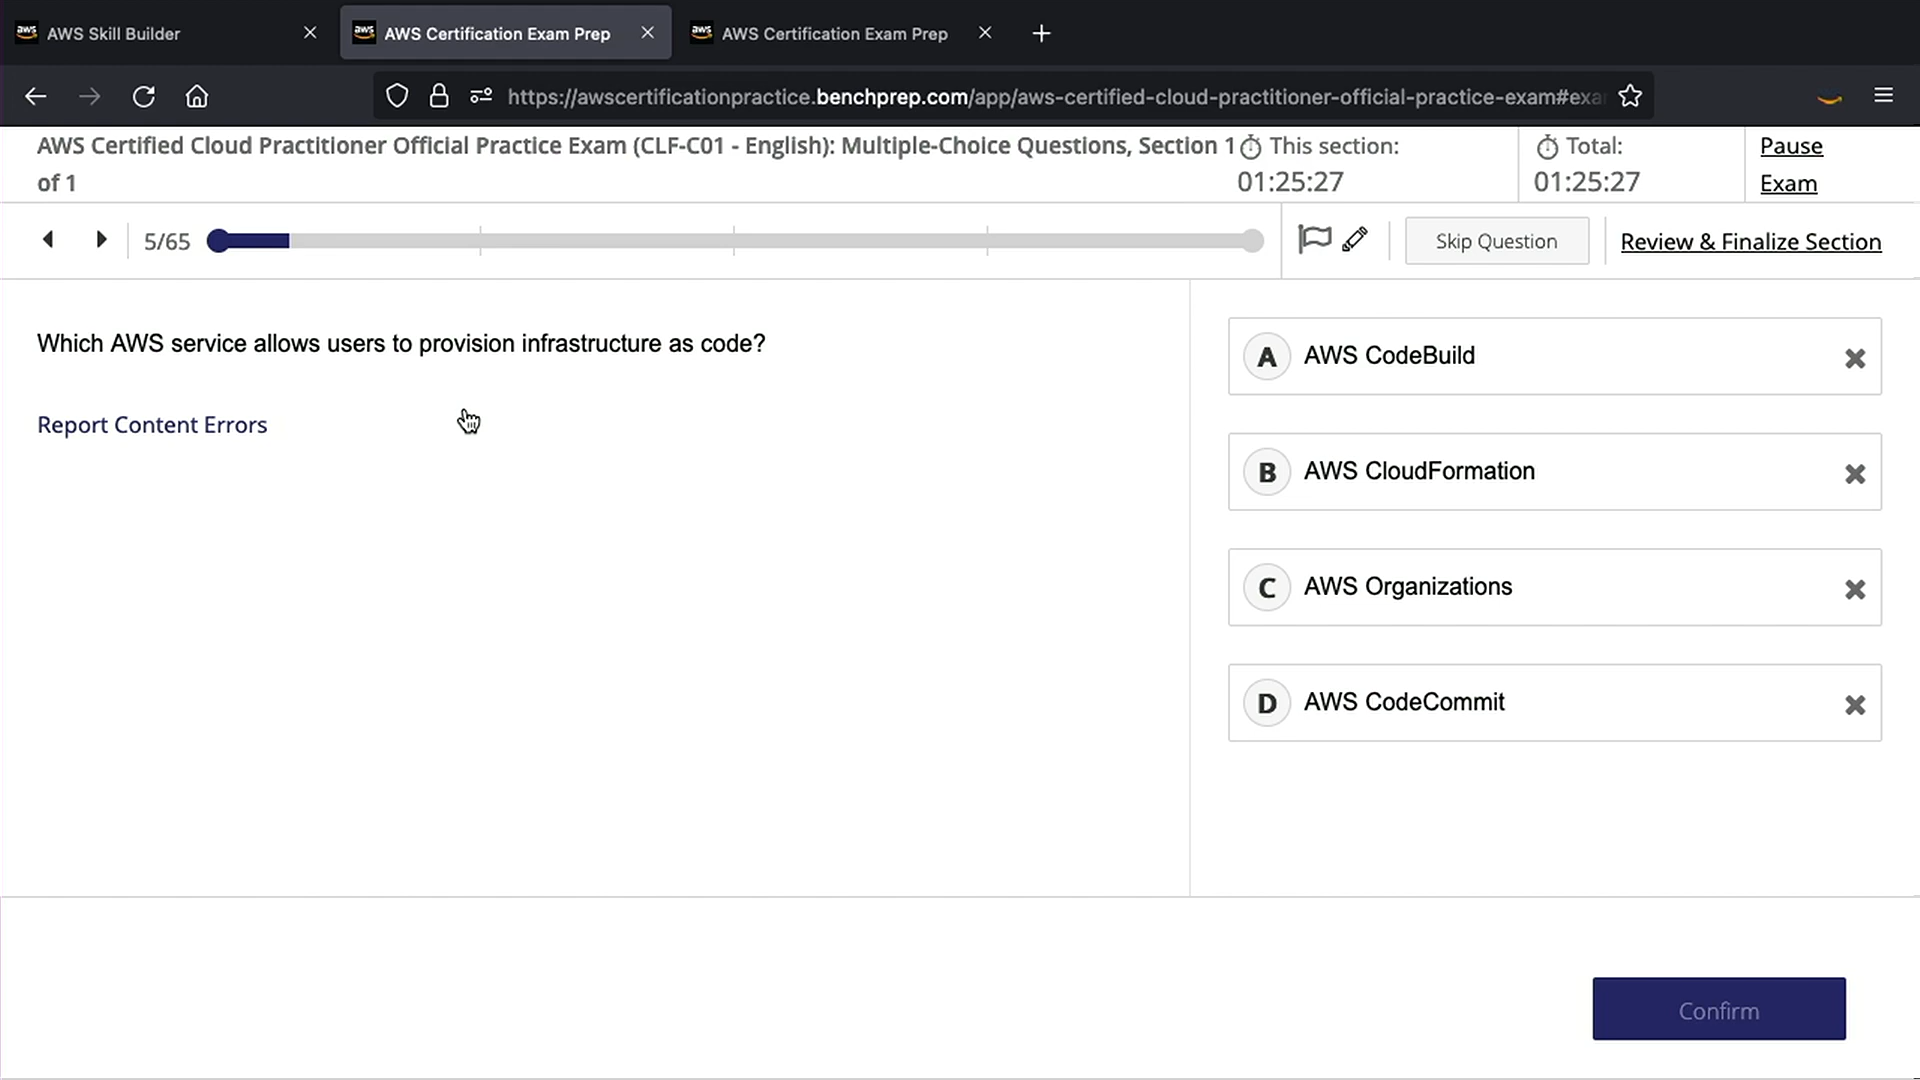 aws AWS Skill Builder
aws AWS Certification Exam Prep
aws AWS Certification Exam Prep
https://awscertificationpractice.benchprep.com/app/aws-certified-cloud-practitioner-official-practice-exam#exa
AWS Certified Cloud Practitioner Official Practice Exam (CLF-C01 - English): Multiple-Choice Questions, Section 1
of 1
This section:
01:25:27
Total:
01:25:27
Pause
Exam
5/65
Skip Question
Review & Finalize Section
Which AWS service allows users to provision infrastructure as code?
Report Content Errors
A AWS CodeBuild
B AWS CloudFormation
C AWS Organizations
D AWS CodeCommit
Confirm